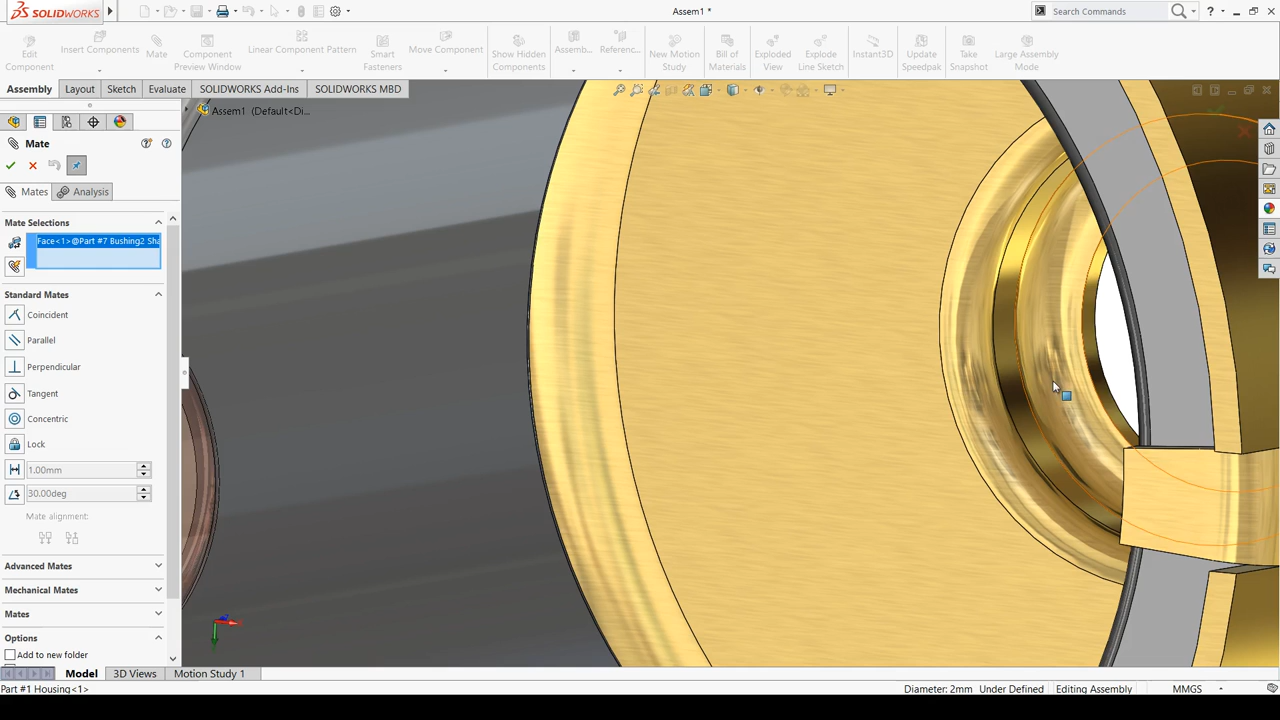 SOLIDWORKS
Assem1 *
Search Commands
Edit Component
Insert Components
Mate
Component Preview Window
Linear Component Pattern
Smart Fasteners
Move Component
Show Hidden Components
Assemb...
Referenc...
New Motion Study
Bill of Materials
Exploded View
Explode Line Sketch
Instant3D
Update Speedpak
Take Snapshot
Large Assembly Mode
Assembly
Layout
Sketch
Evaluate
SOLIDWORKS Add-Ins
SOLIDWORKS MBD
Assem1 (Default<Di...
Mate
Mates
Analysis
Mate Selections
Face<1>@Part #7 Bushing2 Sha
Standard Mates
Coincident
Parallel
Perpendicular
Tangent
Concentric
Lock
1.00mm
30.00deg
Mate alignment:
Advanced Mates
Mechanical Mates
Mates
Options
Add to new folder
Model
3D Views
Motion Study 1
Part #1 Housing<1>
Diameter: 2mm
Under Defined
Editing Assembly
MMGS